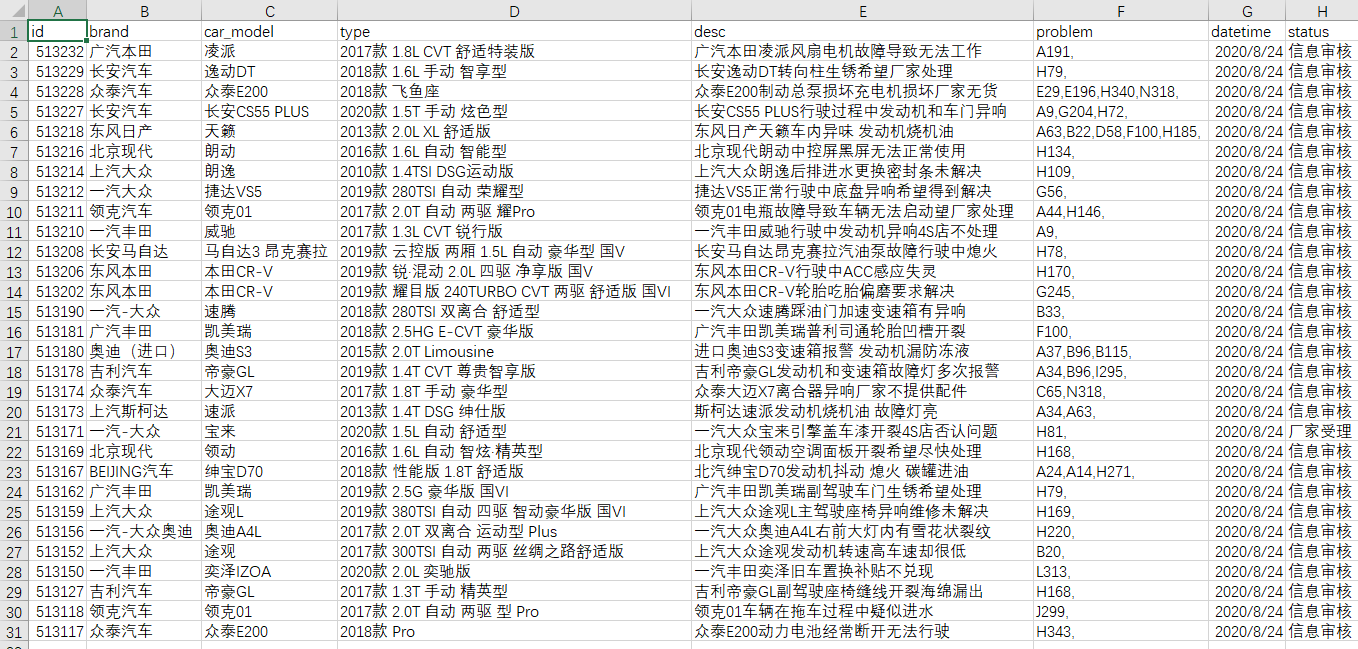 A B C D E F G H
1 id brand car_model type desc problem datetime status
2 513232 广汽本田 凌派 2017款 1.8L CVT 舒适特装版 广汽本田凌派风扇电机故障导致无法工作 A191, 2020/8/24 信息审核
3 513229 长安汽车 逸动DT 2018款 1.6L 手动 智享型 长安逸动DT转向柱生锈希望厂家处理 H79, 2020/8/24 信息审核
4 513228 众泰汽车 众泰E200 2018款 飞鱼座 众泰E200制动总泵损坏充电机损坏厂家无货 E29,E196,H340,N318, 2020/8/24 信息审核
5 513227 长安汽车 长安CS55 PLUS 2020款 1.5T 手动 炫色型 长安CS55 PLUS行驶过程中发动机和车门异响 A9,G204,H72, 2020/8/24 信息审核
6 513218 东风日产 天籁 2013款 2.0L XL 舒适版 东风日产天籁车内异味 发动机烧机油 A63,B22,D58,F100,H185, 2020/8/24 信息审核
7 513216 北京现代 朗动 2016款 1.6L 自动 智能型 北京现代朗动中控屏黑屏无法正常使用 H134, 2020/8/24 信息审核
8 513214 上汽大众 朗逸 2010款 1.4TSI DSG运动版 上汽大众朗逸后排进水更换密封条未解决 H109, 2020/8/24 信息审核
9 513212 一汽大众 捷达VS5 2019款 280TSI 自动 荣耀型 捷达VS5正常行驶中底盘异响希望得到解决 G56, 2020/8/24 信息审核
10 513211 领克汽车 领克01 2017款 2.0T 自动 两驱 耀Pro 领克01电瓶故障导致车辆无法启动望厂家处理 A44,H146, 2020/8/24 信息审核
11 513210 一汽丰田 威驰 2017款 1.3L CVT 锐行版 一汽丰田威驰行驶中发动机异响4S店不处理 A9, 2020/8/24 信息审核
12 513208 长安马自达 马自达3 昂克赛拉 2019款 云控版 两厢 1.5L 自动 豪华型 国V 长安马自达昂克赛拉汽油泵故障行驶中熄火 H78, 2020/8/24 信息审核
13 513206 东风本田 本田CR-V 2019款 锐·混动 2.0L 四驱 净享版 国V 东风本田CR-V行驶中ACC感应失灵 H170, 2020/8/24 信息审核
14 513202 东风本田 本田CR-V 2019款 耀目版 240TURBO CVT 两驱 舒适版 国VI 东风本田CR-V轮胎吃胎偏磨要求解决 G245, 2020/8/24 信息审核
15 513190 一汽-大众 速腾 2018款 280TSI 双离合 舒适型 一汽大众速腾踩油门加速变速箱有异响 B33, 2020/8/24 信息审核
16 513181 广汽丰田 凯美瑞 2018款 2.5HG E-CVT 豪华版 广汽丰田凯美瑞普利司通轮胎凹槽开裂 F100, 2020/8/24 信息审核
17 513180 奥迪（进口） 奥迪S3 2015款 2.0T Limousine 进口奥迪S3变速箱报警 发动机漏防冻液 A37,B96,B115, 2020/8/24 信息审核
18 513178 吉利汽车 帝豪GL 2019款 1.4T CVT 尊贵智享版 吉利帝豪GL发动机和变速箱故障灯多次报警 A34,B96,I295, 2020/8/24 信息审核
19 513174 众泰汽车 大迈X7 2017款 1.8T 手动 豪华型 众泰大迈X7离合器异响厂家不提供配件 C65,N318, 2020/8/24 信息审核
20 513173 上汽斯柯达 速派 2013款 1.4T DSG 绅仕版 斯柯达速派发动机烧机油 故障灯亮 A34,A63, 2020/8/24 信息审核
21 513171 一汽-大众 宝来 2020款 1.5L 自动 舒适型 一汽大众宝来引擎盖车漆开裂4S店否认问题 H81, 2020/8/24 厂家受理
22 513169 北京现代 领动 2016款 1.6L 自动 智炫·精英型 北京现代领动空调面板开裂希望尽快处理 H168, 2020/8/24 信息审核
23 513167 BEIJING汽车 绅宝D70 2018款 性能版 1.8T 舒适版 北汽绅宝D70发动机抖动 熄火 碳罐进油 A24,A14,H271, 2020/8/24 信息审核
24 513162 广汽丰田 凯美瑞 2019款 2.5G 豪华版 国VI 广汽丰田凯美瑞副驾驶车门生锈希望处理 H79, 2020/8/24 信息审核
25 513159 上汽大众 途观L 2019款 380TSI 自动 四驱 智动豪华版 国VI 上汽大众途观L主驾驶座椅异响维修未解决 H169, 2020/8/24 信息审核
26 513156 一汽-大众奥迪 奥迪A4L 2017款 2.0T 双离合 运动型 Plus 一汽大众奥迪A4L右前大灯内有雪花状裂纹 H220, 2020/8/24 信息审核
27 513152 上汽大众 途观 2017款 300TSI 自动 两驱 丝绸之路舒适版 上汽大众途观发动机转速高车速却很低 B20, 2020/8/24 信息审核
28 513150 一汽丰田 奕泽IZOA 2020款 2.0L 奕驰版 一汽丰田奕泽旧车置换补贴不兑现 L313, 2020/8/24 信息审核
29 513127 吉利汽车 帝豪GL 2017款 1.3T 手动 精英型 吉利帝豪GL副驾驶座椅缝线开裂海绵漏出 H168, 2020/8/24 信息审核
30 513118 领克汽车 领克01 2017款 2.0T 自动 两驱 型 Pro 领克01车辆在拖车过程中疑似进水 J299, 2020/8/24 信息审核
31 513117 众泰汽车 众泰E200 2018款 Pro 众泰E200动力电池经常断开无法行驶 H343, 2020/8/24 信息审核